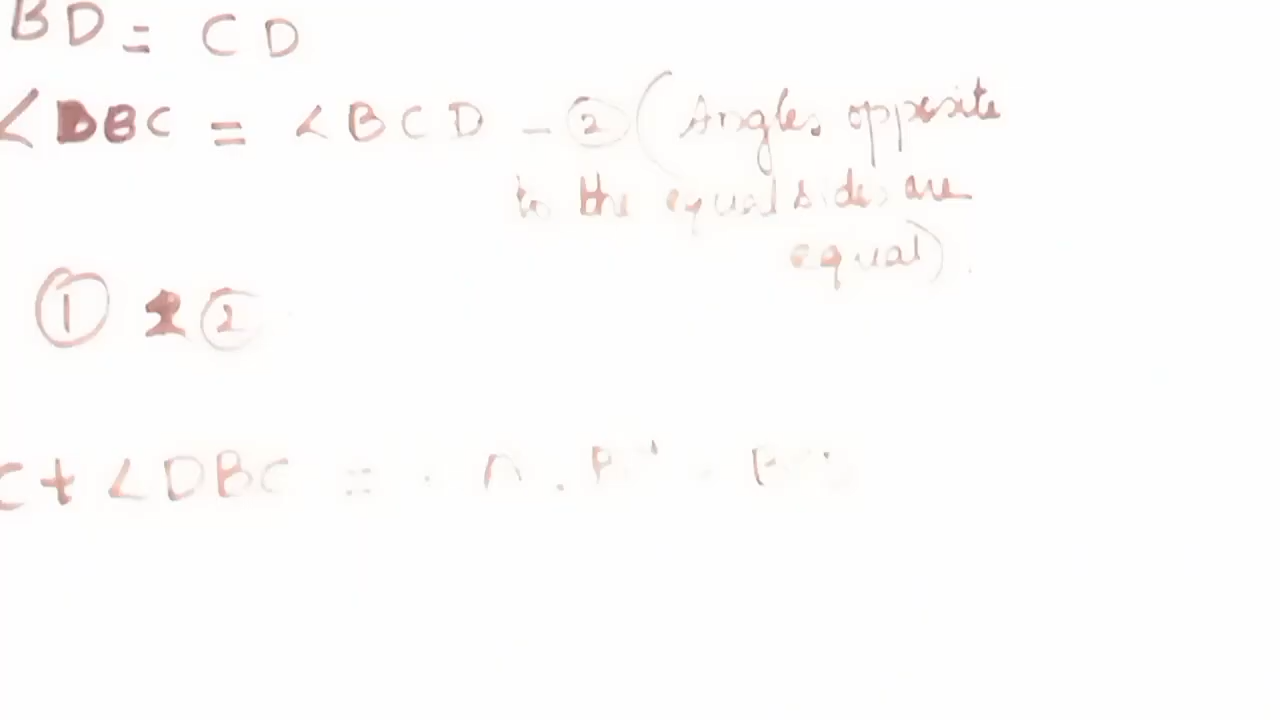 BD = CD
∠DBC = ∠BCD - ② (Angles opposite
to the equal sides are
equal).
① & ②
C + ∠DBC =